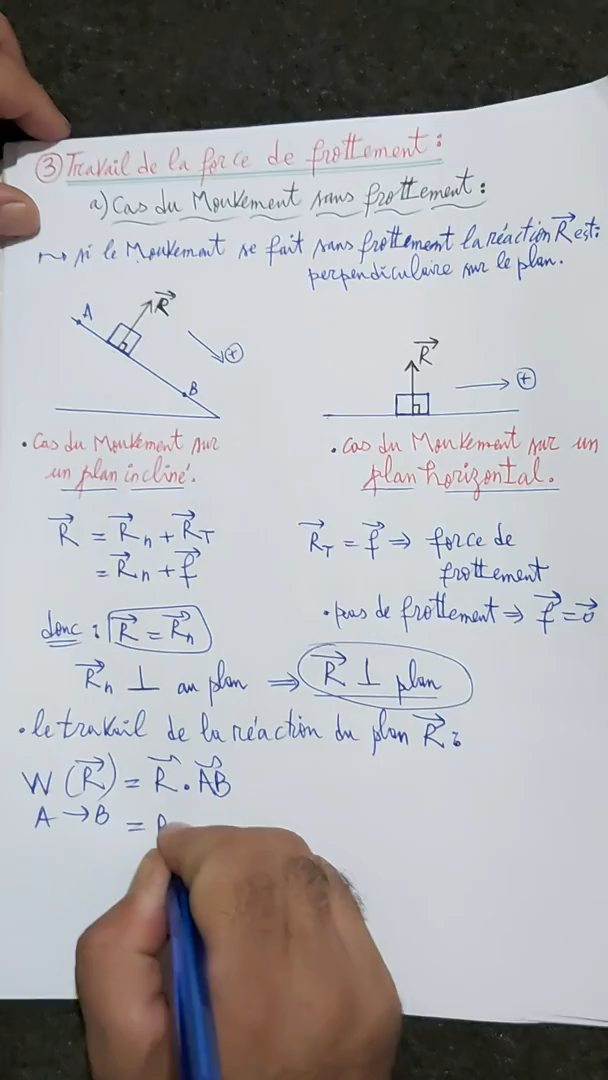 ③ Travail de la force de frottement :
a) Cas du Mouvement sans frottement :
si le Mouvement se fait sans frottement la réaction R⃗ est :
perpendiculaire sur le plan.
A R⃗
+
B
R⃗
+
. Cas du Mouvement sur
un plan incliné.
. Cas du Mouvement sur un
plan horizontal.
R⃗ = R⃗n + R⃗T
= R⃗n + f⃗
donc : R⃗ = R⃗n
R⃗T = f⃗ ⇒ force de
frottement
. pas de frottement ⇒ f⃗ = o⃗
R⃗n ⊥ au plan ⇒ R⃗ ⊥ plan
. le travail de la réaction du plan R⃗ :
W (R⃗) = R⃗ . AB⃗
A → B =